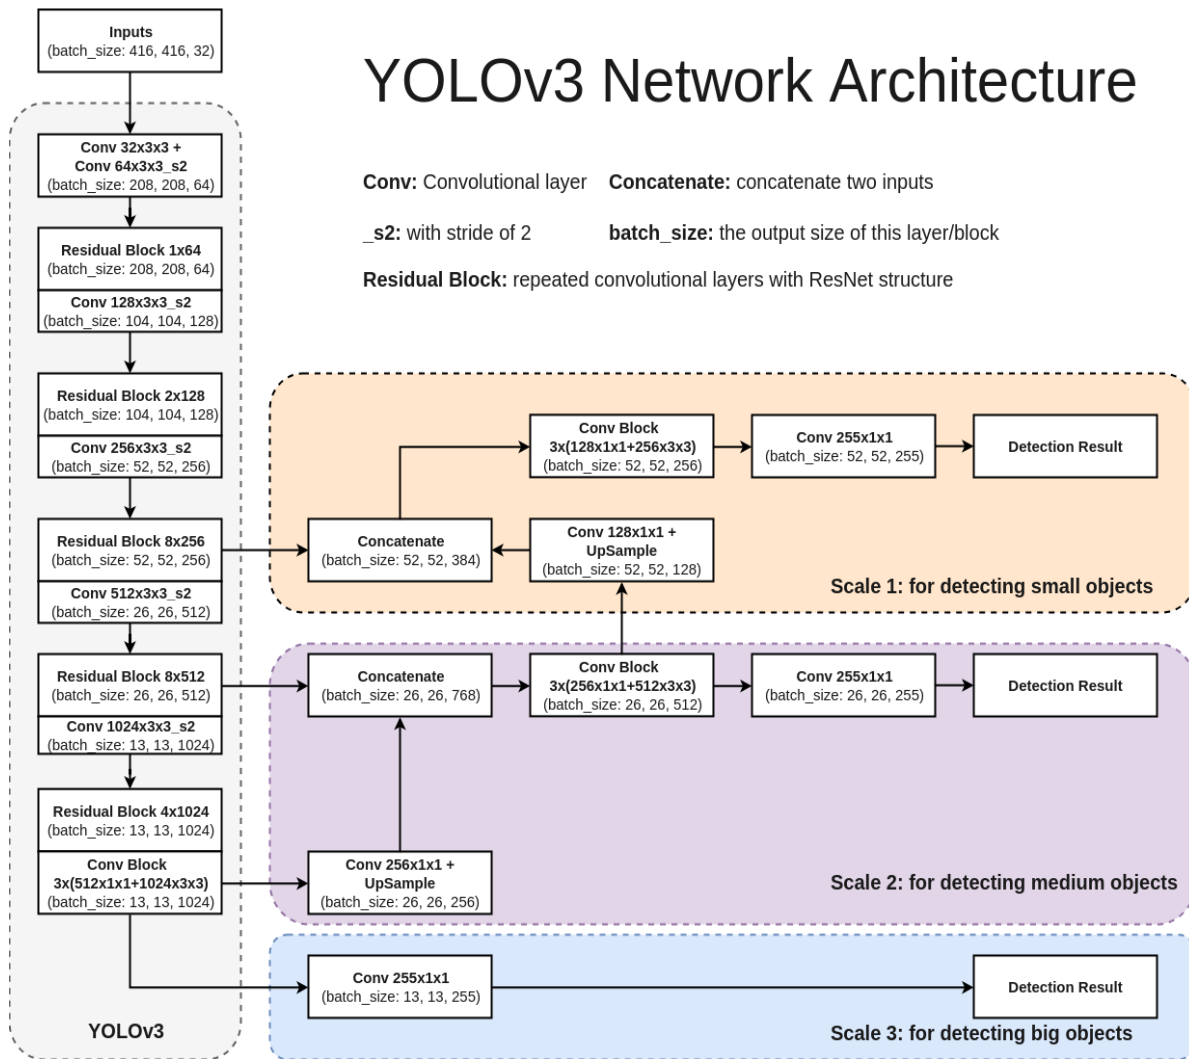 YOLOv3 Network Architecture
Conv: Convolutional layer
Concatenate: concatenate two inputs
_s2: with stride of 2
batch_size: the output size of this layer/block
Residual Block: repeated convolutional layers with ResNet structure
Inputs
(batch_size: 416, 416, 32)
Conv 32x3x3 +
Conv 64x3x3_s2
(batch_size: 208, 208, 64)
Residual Block 1x64
(batch_size: 208, 208, 64)
Conv 128x3x3_s2
(batch_size: 104, 104, 128)
Residual Block 2x128
(batch_size: 104, 104, 128)
Conv 256x3x3_s2
(batch_size: 52, 52, 256)
Residual Block 8x256
(batch_size: 52, 52, 256)
Conv 512x3x3_s2
(batch_size: 26, 26, 512)
Residual Block 8x512
(batch_size: 26, 26, 512)
Conv 1024x3x3_s2
(batch_size: 13, 13, 1024)
Residual Block 4x1024
(batch_size: 13, 13, 1024)
Conv Block
3x(512x1x1+1024x3x3)
(batch_size: 13, 13, 1024)
YOLOv3
Conv Block
3x(128x1x1+256x3x3)
(batch_size: 52, 52, 256)
Conv 255x1x1
(batch_size: 52, 52, 255)
Detection Result
Concatenate
(batch_size: 52, 52, 384)
Conv 128x1x1 +
UpSample
(batch_size: 52, 52, 128)
Scale 1: for detecting small objects
Concatenate
(batch_size: 26, 26, 768)
Conv Block
3x(256x1x1+512x3x3)
(batch_size: 26, 26, 512)
Conv 255x1x1
(batch_size: 26, 26, 255)
Detection Result
Conv 256x1x1 +
UpSample
(batch_size: 26, 26, 256)
Scale 2: for detecting medium objects
Conv 255x1x1
(batch_size: 13, 13, 255)
Detection Result
Scale 3: for detecting big objects